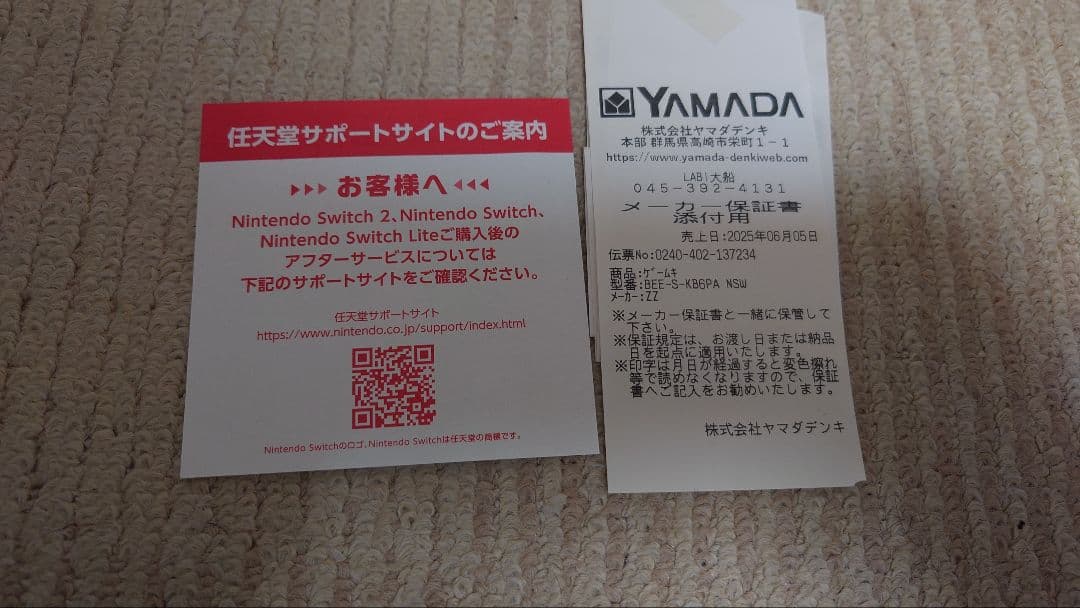 任天堂サポートサイトのご案内
お客様へ
Nintendo Switch 2、Nintendo Switch、
Nintendo Switch Liteご購入後の
アフターサービスについては
下記のサポートサイトをご確認ください。
任天堂サポートサイト
https://www.nintendo.co.jp/support/index.html
Nintendo Switchのロゴ、Nintendo Switchは任天堂の商標です。
YAMADA
株式会社ヤマダデンキ
本部 群馬県高崎市栄町1-1
https://www.yamada-denkiweb.com
LABI大船
045-392-4131
メーカー保証書
添付用
売上日:2025年06月05日
伝票No:0240-402-137234
商品:ゲームキ
型番:BEE-S-KB6PA NSW
メーカー:ZZ
※メーカー保証書と一緒に保管して
下さい。
※保証規定は、お渡し日または納品
日を起点に適用いたします。
※印字は月日が経過すると変色擦れ
等で読めなくなりますので、保証
書へご記入をお勧めいたします。
株式会社ヤマダデンキ